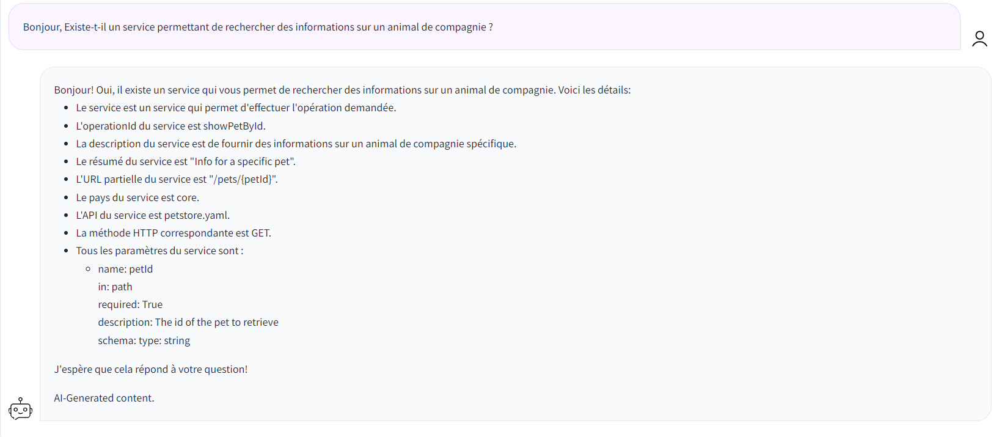 Bonjour, Existe-t-il un service permettant de rechercher des informations sur un animal de compagnie ?
Bonjour! Oui, il existe un service qui vous permet de rechercher des informations sur un animal de compagnie. Voici les détails:
Le service est un service qui permet d'effectuer l'opération demandée.
L'operationId du service est showPetById.
La description du service est de fournir des informations sur un animal de compagnie spécifique.
Le résumé du service est "Info for a specific pet".
L'URL partielle du service est "/pets/{petId}".
Le pays du service est core.
L'API du service est petstore.yaml.
La méthode HTTP correspondante est GET.
Tous les paramètres du service sont :
name: petId
in: path
required: True
description: The id of the pet to retrieve
schema: type: string
J'espère que cela répond à votre question!
AI-Generated content.